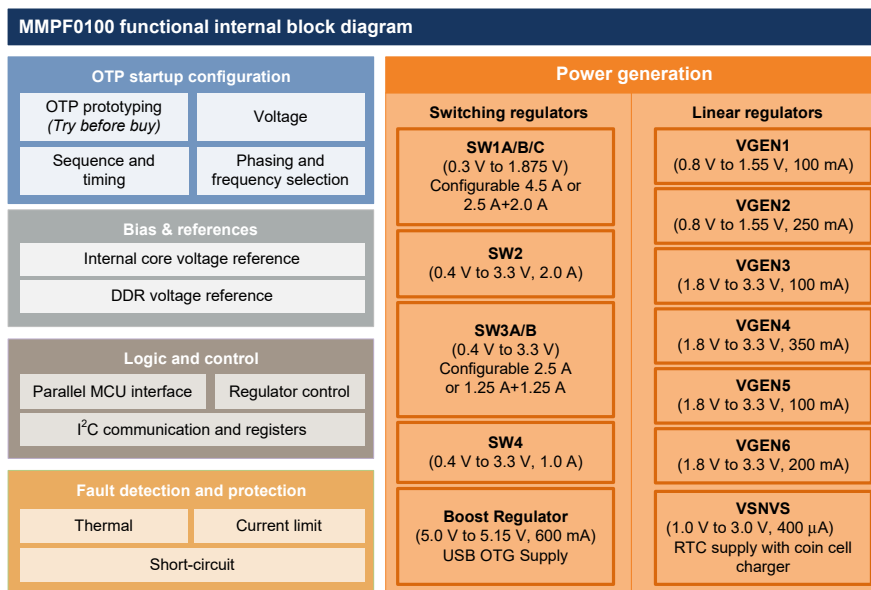 MMPF0100 functional internal block diagram
OTP startup configuration
OTP prototyping
(Try before buy)
Voltage
Sequence and
timing
Phasing and
frequency selection
Bias & references
Internal core voltage reference
DDR voltage reference
Logic and control
Parallel MCU interface
Regulator control
I²C communication and registers
Fault detection and protection
Thermal
Current limit
Short-circuit
Power generation
Switching regulators
SW1A/B/C
(0.3 V to 1.875 V)
Configurable 4.5 A or
2.5 A+2.0 A
SW2
(0.4 V to 3.3 V, 2.0 A)
SW3A/B
(0.4 V to 3.3 V)
Configurable 2.5 A
or 1.25 A+1.25 A
SW4
(0.4 V to 3.3 V, 1.0 A)
Boost Regulator
(5.0 V to 5.15 V, 600 mA)
USB OTG Supply
Linear regulators
VGEN1
(0.8 V to 1.55 V, 100 mA)
VGEN2
(0.8 V to 1.55 V, 250 mA)
VGEN3
(1.8 V to 3.3 V, 100 mA)
VGEN4
(1.8 V to 3.3 V, 350 mA)
VGEN5
(1.8 V to 3.3 V, 100 mA)
VGEN6
(1.8 V to 3.3 V, 200 mA)
VSNVS
(1.0 V to 3.0 V, 400 μA)
RTC supply with coin cell
charger